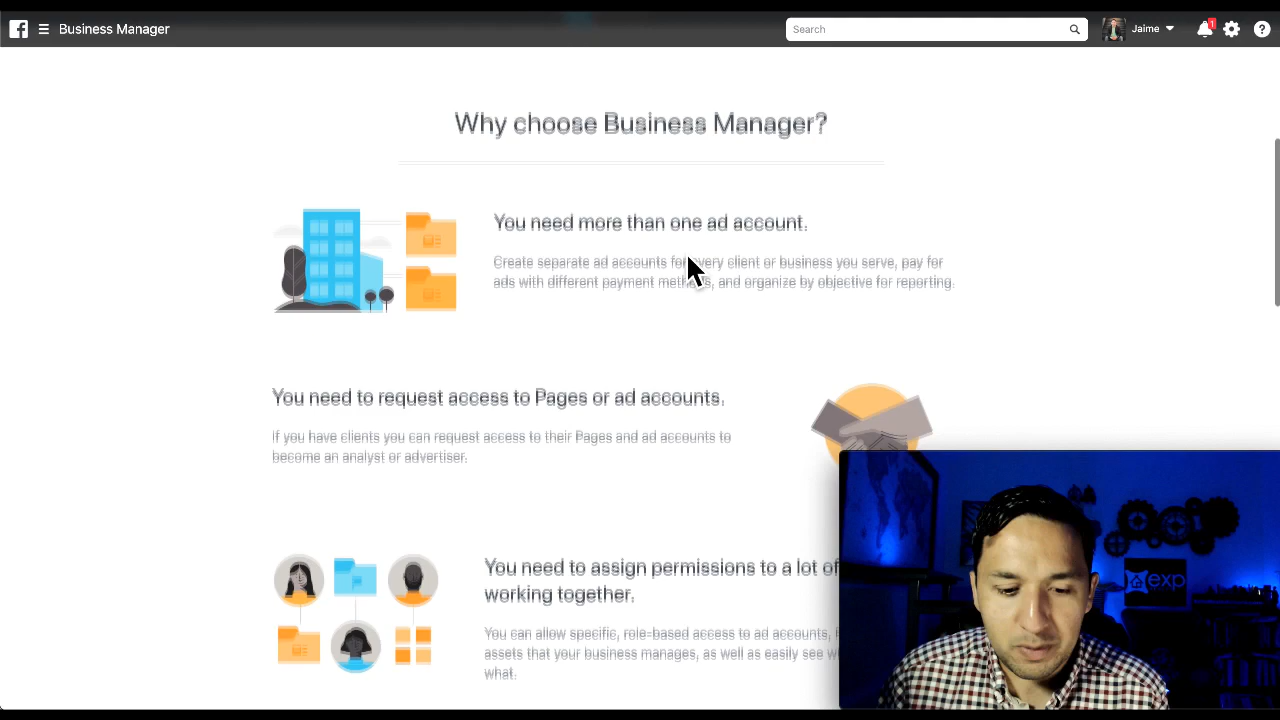 Business Manager
Search
Jaime
1
Why choose Business Manager?
You need more than one ad account.
Create separate ad accounts for every client or business you serve, pay for
ads with different payment methods, and organize by objective for reporting.
You need to request access to Pages or ad accounts.
If you have clients you can request access to their Pages and ad accounts to
become an analyst or advertiser.
You need to assign permissions to a lot of
working together.
You can allow specific, role-based access to ad accounts,
assets that your business manages, as well as easily see
what.
exp